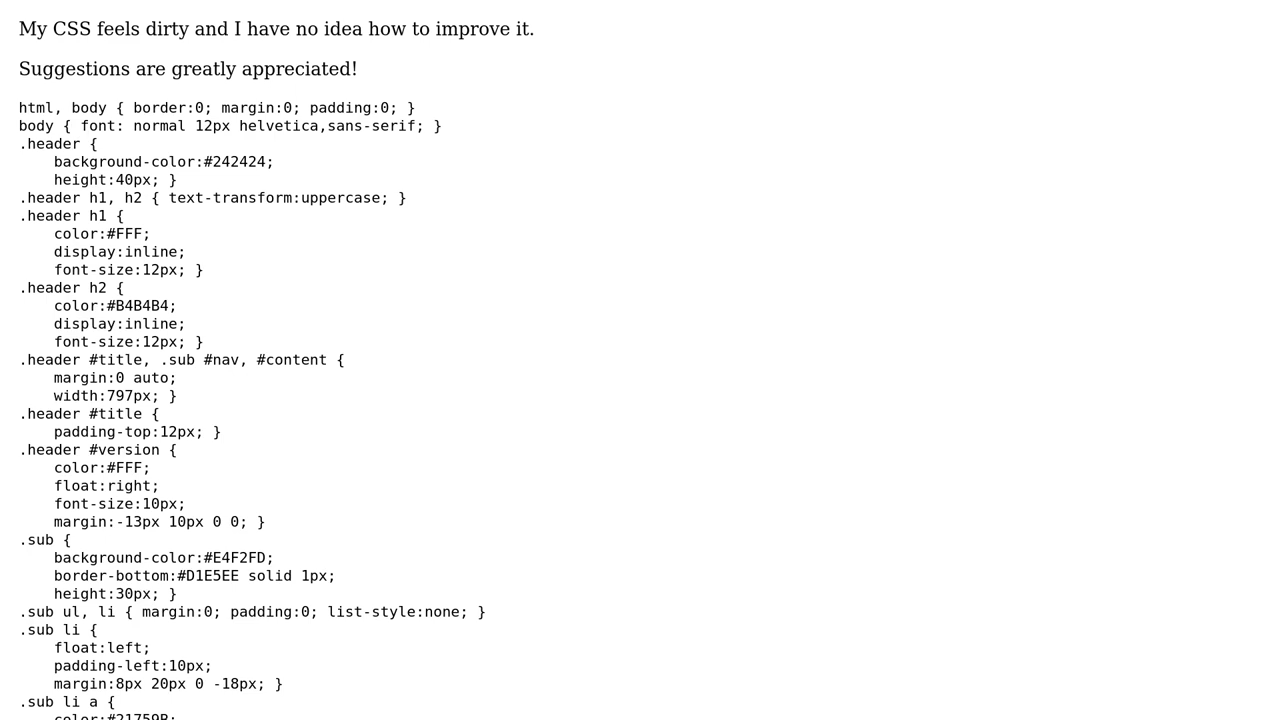 My CSS feels dirty and I have no idea how to improve it.
Suggestions are greatly appreciated!
html, body { border:0; margin:0; padding:0; }
body { font: normal 12px helvetica,sans-serif; }
.header {
    background-color:#242424;
    height:40px; }
.header h1, h2 { text-transform:uppercase; }
.header h1 {
    color:#FFF;
    display:inline;
    font-size:12px; }
.header h2 {
    color:#B4B4B4;
    display:inline;
    font-size:12px; }
.header #title, .sub #nav, #content {
    margin:0 auto;
    width:797px; }
.header #title {
    padding-top:12px; }
.header #version {
    color:#FFF;
    float:right;
    font-size:10px;
    margin:-13px 10px 0 0; }
.sub {
    background-color:#E4F2FD;
    border-bottom:#D1E5EE solid 1px;
    height:30px; }
.sub ul, li { margin:0; padding:0; list-style:none; }
.sub li {
    float:left;
    padding-left:10px;
    margin:8px 20px 0 -18px; }
.sub li a {
    color:#21759B;